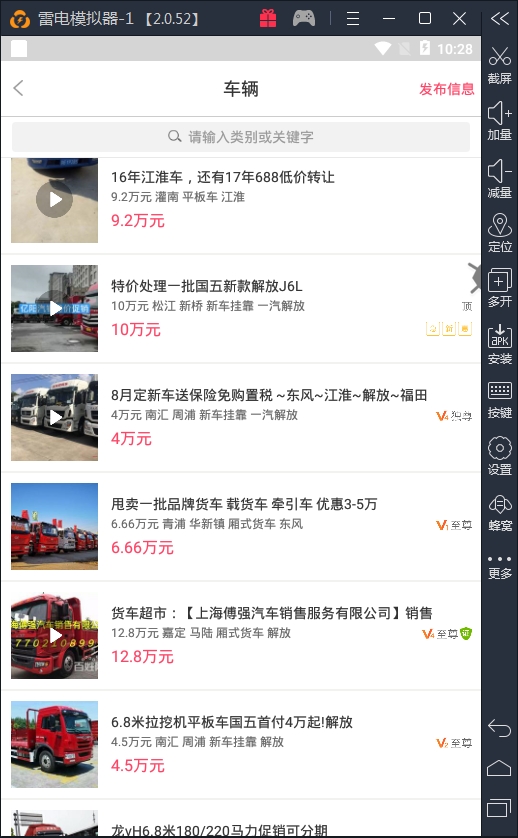 雷电模拟器-1 【2.0.52】
10:28
车辆
发布信息
请输入类别或关键字
16年江淮车，还有17年688低价转让
9.2万元 灌南 平板车 江淮
9.2万元
特价处理一批国五新款解放J6L
10万元 松江 新桥 新车挂靠 一汽解放
顶
10万元
8月定新车送保险免购置税 ~东风~江淮~解放~福田
4万元 南汇 周浦 新车挂靠 一汽解放
4万元
甩卖一批品牌货车 载货车 牵引车 优惠3-5万
6.66万元 青浦 华新镇 厢式货车 东风
V1至尊
6.66万元
货车超市：【上海傅强汽车销售服务有限公司】销售
12.8万元 嘉定 马陆 厢式货车 解放
V4至尊 证
12.8万元
770210899
6.8米拉挖机平板车国五首付4万起!解放
4.5万元 南汇 周浦 新车挂靠 解放
至尊
4.5万元
龙vH6.8米180/220马力促销可分期
截屏
加量
减量
定位
多开
APK
安装
按键
设置
蜂窝
更多